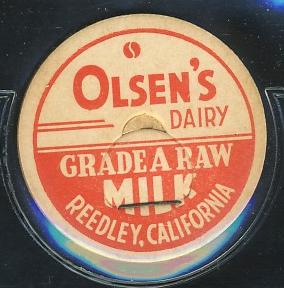 OLSEN'S
DAIRY
GRADE A RAW
MILK
REEDLEY, CALIFORNIA